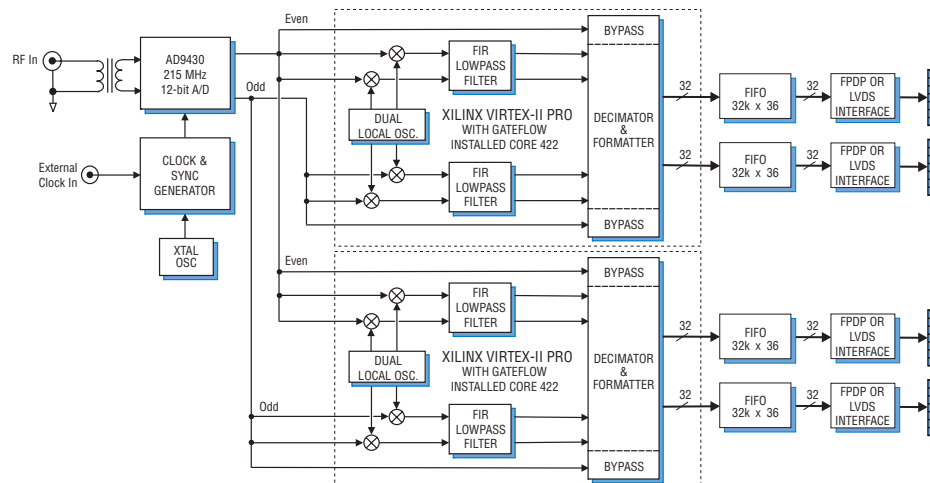 RF In
AD9430
215 MHz
12-bit A/D
Even
Odd
External
Clock In
CLOCK &
SYNC
GENERATOR
XTAL
OSC
FIR
LOWPASS
FILTER
DUAL
LOCAL OSC.
XILINX VIRTEX-II PRO
WITH GATEFLOW
INSTALLED CORE 422
FIR
LOWPASS
FILTER
BYPASS
DECIMATOR
&
FORMATTER
BYPASS
32
FIFO
32k x 36
32
FPDP OR
LVDS
INTERFACE
32
FIFO
32k x 36
32
FPDP OR
LVDS
INTERFACE
Even
Odd
FIR
LOWPASS
FILTER
DUAL
LOCAL OSC.
XILINX VIRTEX-II PRO
WITH GATEFLOW
INSTALLED CORE 422
FIR
LOWPASS
FILTER
BYPASS
DECIMATOR
&
FORMATTER
BYPASS
32
FIFO
32k x 36
32
FPDP OR
LVDS
INTERFACE
32
FIFO
32k x 36
32
FPDP OR
LVDS
INTERFACE